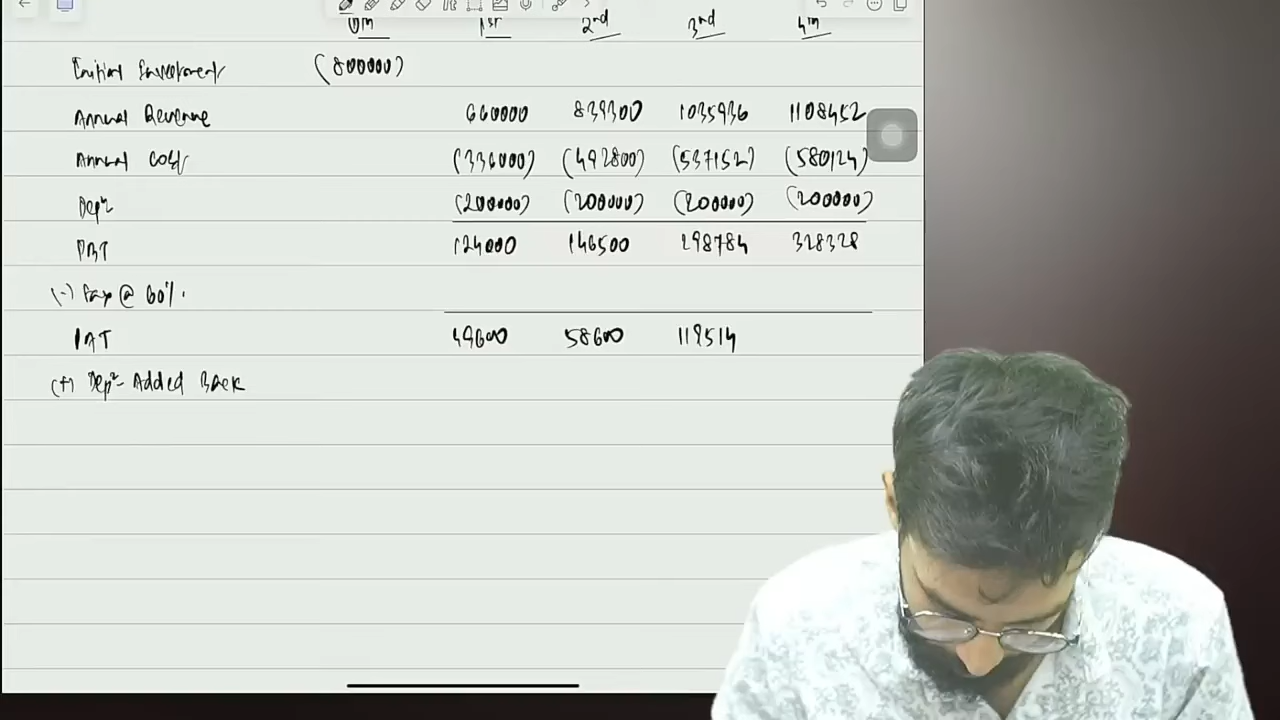 0th 1st 2nd 3rd 4th
Initial Investment (800000)
Annual Revenue 660000 839300 1035936 1108452
Annual Cost (336000) (492800) (537152) (580124)
Depn (200000) (200000) (200000) (200000)
PBT 124000 146500 298784 328328
(-) Tax @ 60%.
PAT 49600 58600 119514
(+) Depn Added Back